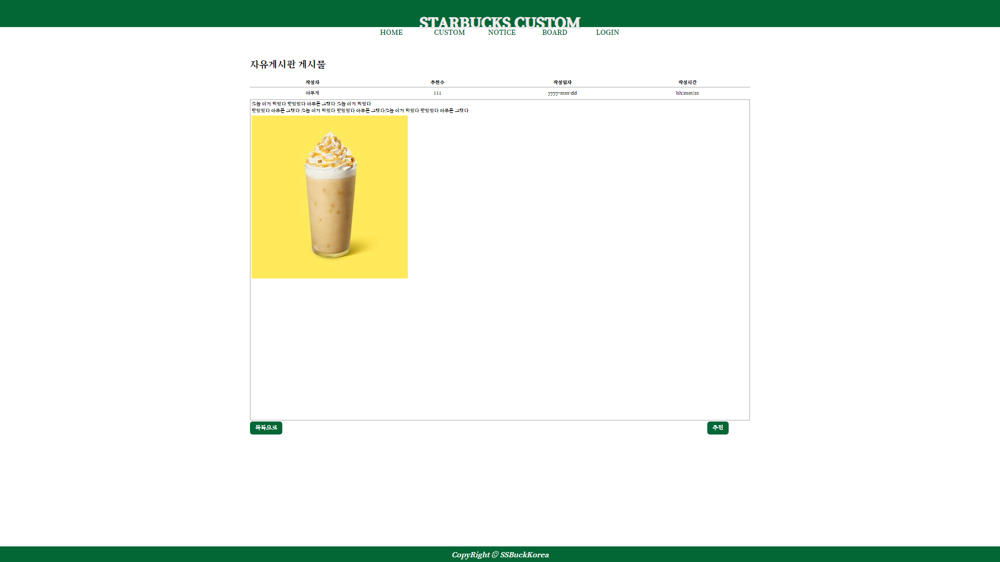 STARBUCKS CUSTOM
HOME CUSTOM NOTICE BOARD LOGIN
자유게시판 게시물
작성자 추천수 작성일자 작성시간
아무개 111 yyyy-mm-dd hh:mm:ss
오늘 이거 먹었다 맛있었다 아무튼 그랬다 오늘 이거 먹었다
맛있었다 아무튼 그랬다 오늘 이거 먹었다 맛있었다 아무튼 그랬다오늘 이거 먹었다 맛있었다 아무튼 그랬다
목록으로 추천
CopyRight © SSBuckKorea